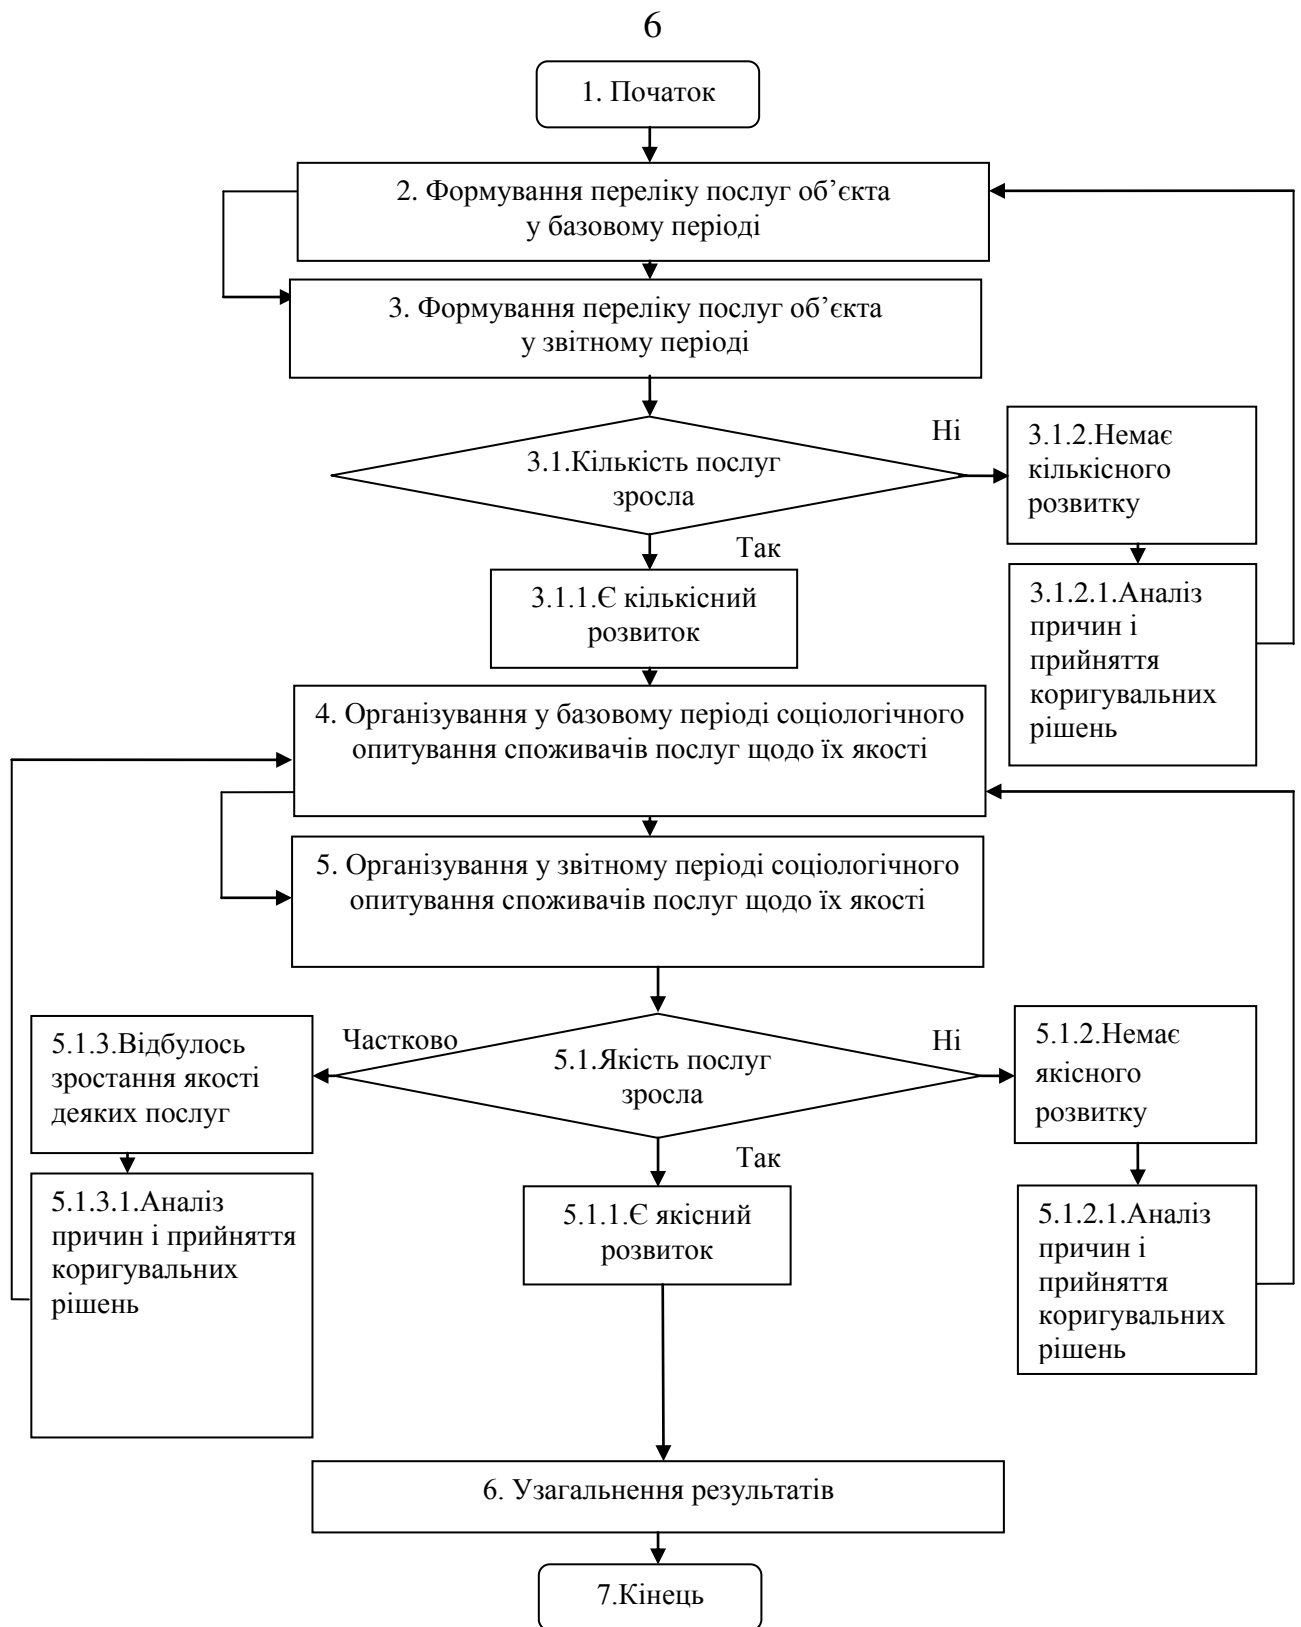 6
1. Початок
2. Формування переліку послуг об’єкта
у базовому періоді
3. Формування переліку послуг об’єкта
у звітному періоді
Ні
3.1.Кількість послуг
зросла
3.1.2.Немає
кількісного
розвитку
Так
3.1.1.Є кількісний
розвиток
3.1.2.1.Аналіз
причин і
прийняття
коригувальних
рішень
4. Організування у базовому періоді соціологічного
опитування споживачів послуг щодо їх якості
5. Організування у звітному періоді соціологічного
опитування споживачів послуг щодо їх якості
Частково
Ні
5.1.Якість послуг
зросла
5.1.3.Відбулось
зростання якості
деяких послуг
5.1.2.Немає
якісного
розвитку
Так
5.1.3.1.Аналіз
причин і прийняття
коригувальних
рішень
5.1.1.Є якісний
розвиток
5.1.2.1.Аналіз
причин і
прийняття
коригувальних
рішень
6. Узагальнення результатів
7.Кінець